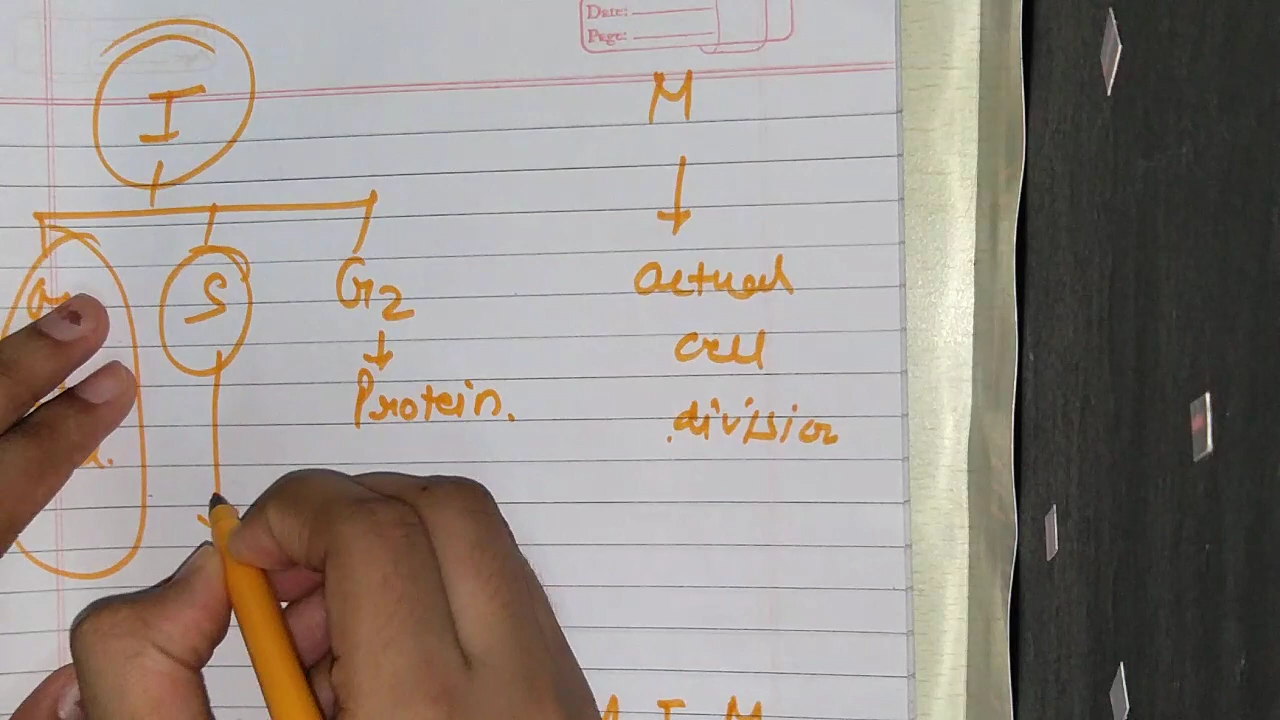 Date:
Page:
I
M
S
G2
Protein.
actual
cell
division